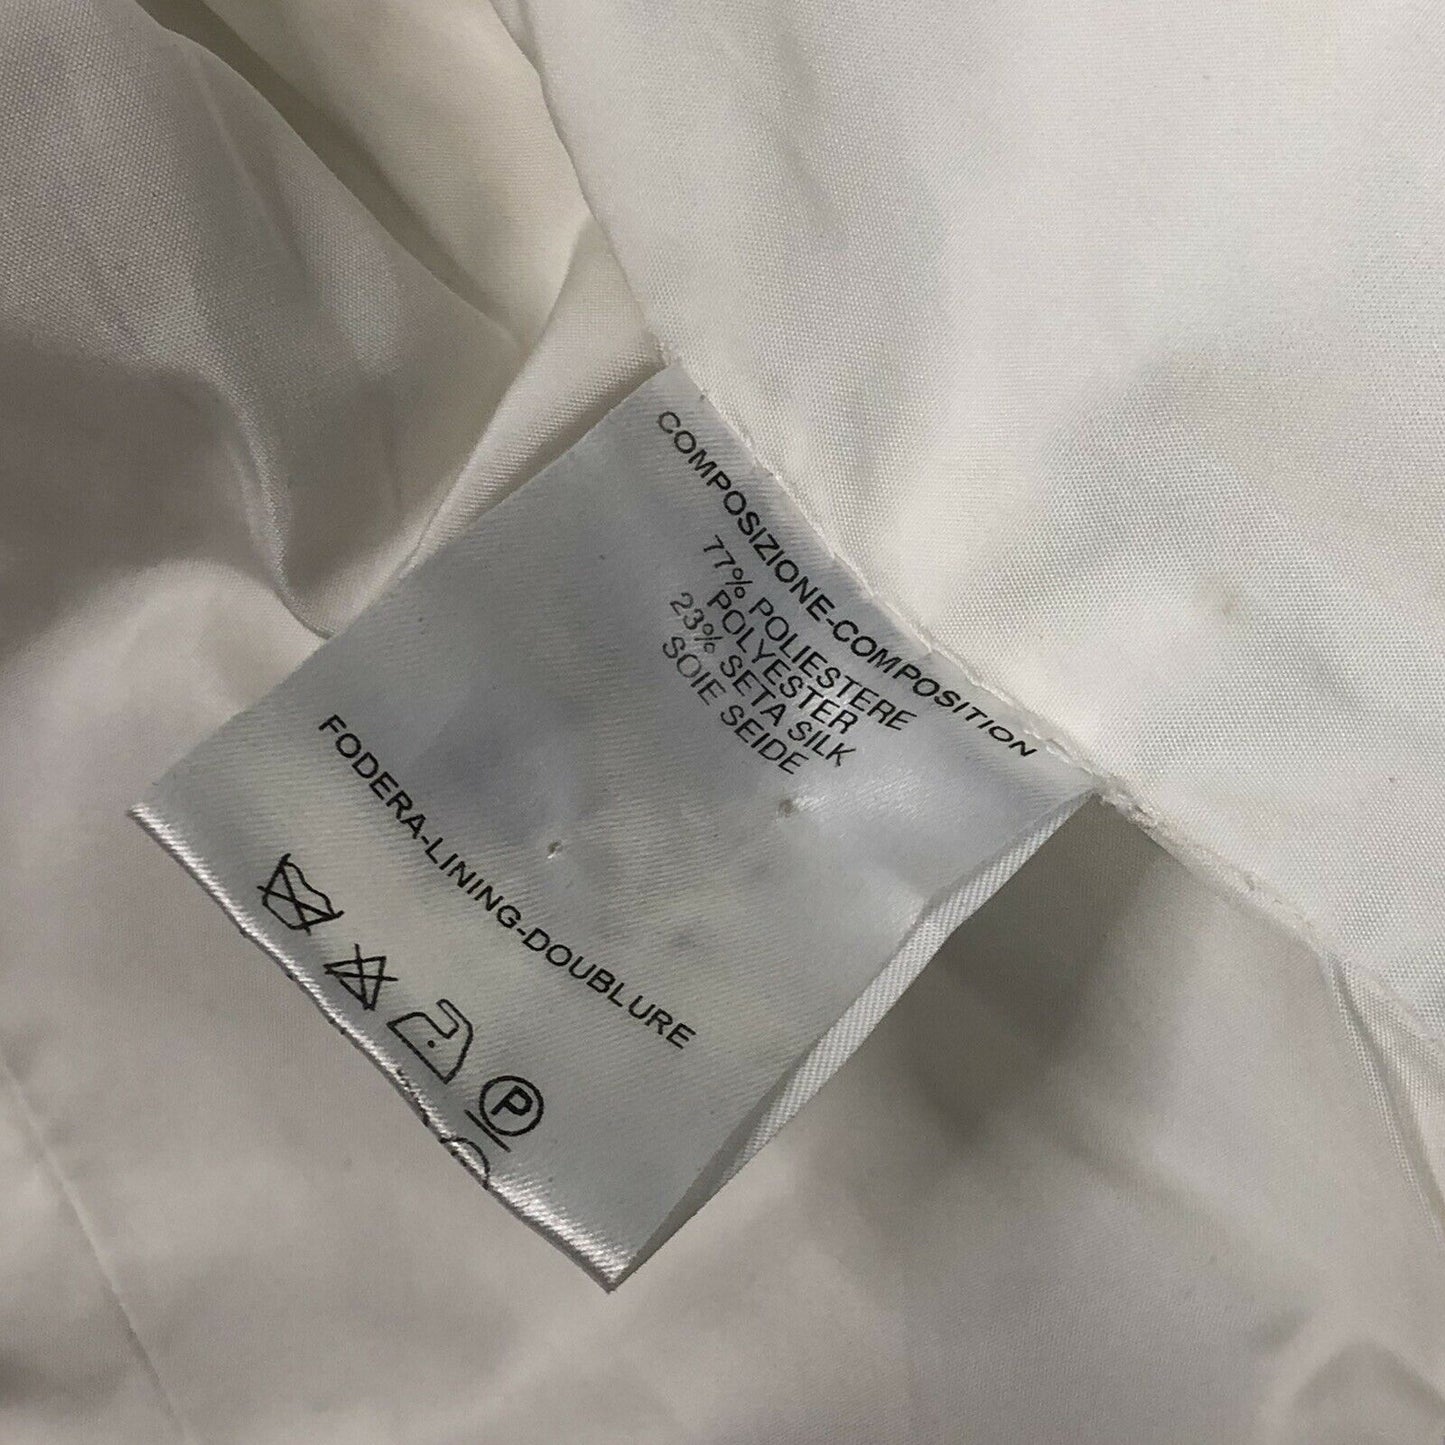 COMPOSIZIONE-COMPOSITION
77% POLIESTERE
POLYESTER
23% SETA SILK
SOIE SEIDE
FODERA-LINING-DOUBLURE
P